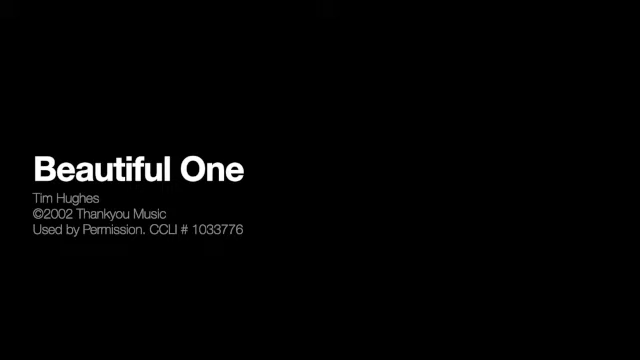 Beautiful One
Tim Hughes
©2002 Thankyou Music
Used by Permission. CCLI # 1033776